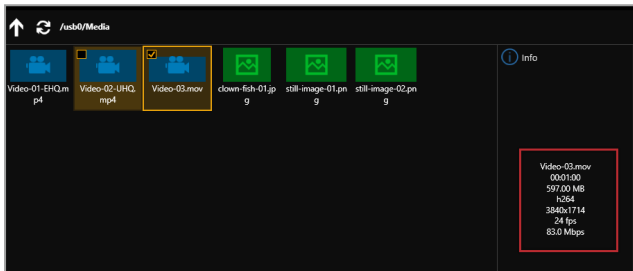 /usb0/Media
Info
Video-01-EHQ.m
p4
Video-02-UHQ.
mp4
Video-03.mov
clown-fish-01.jp
g
still-image-01.pn
g
still-image-02.pn
g
Video-03.mov
00:01:00
597.00 MB
h264
3840x1714
24 fps
83.0 Mbps